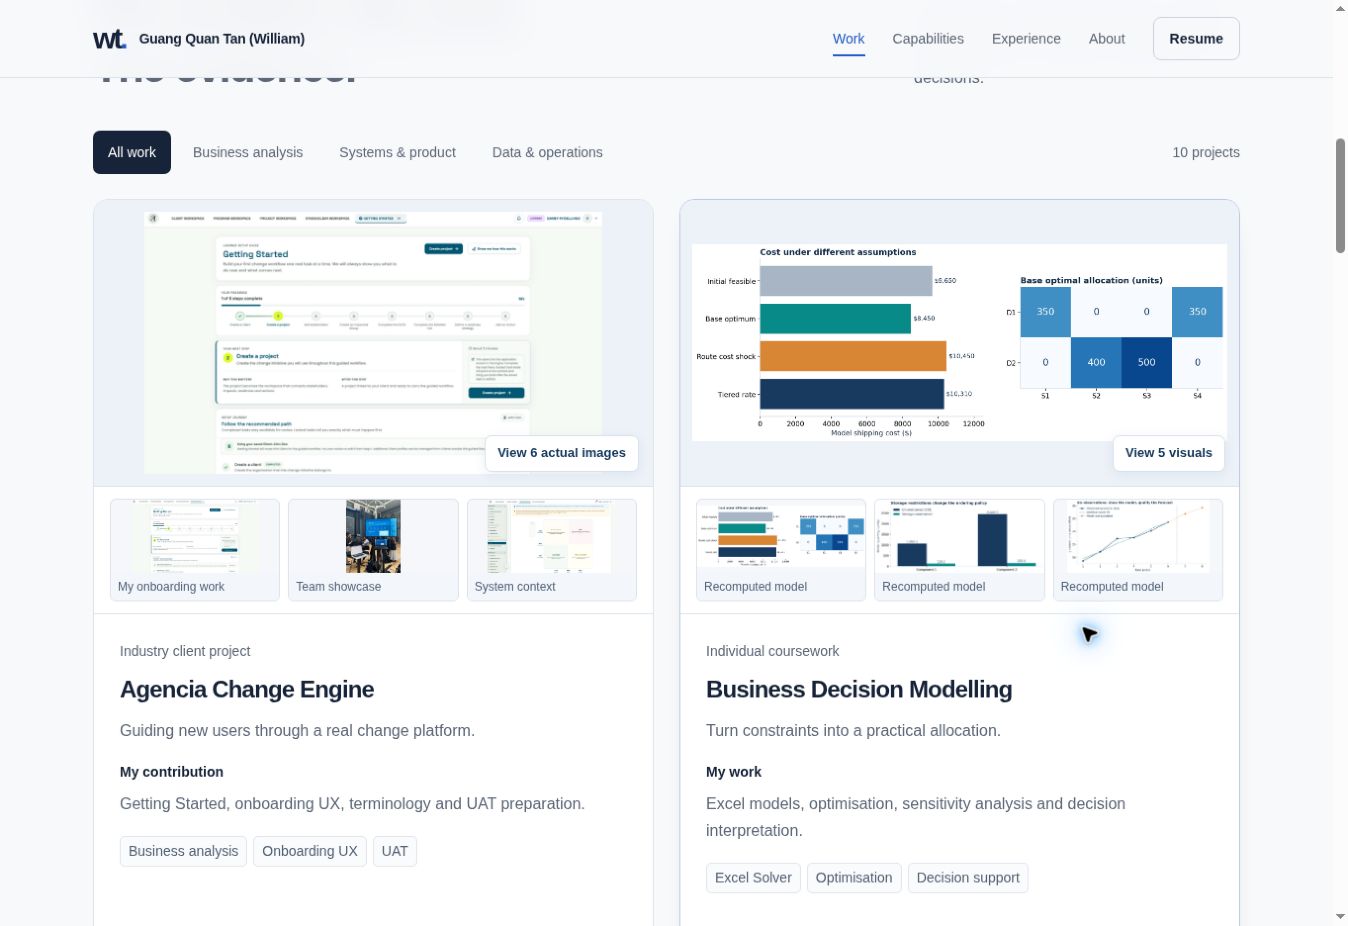 wt.
Guang Quan Tan (William)
Work
Capabilities
Experience
About
Resume
The evidence.
decisions.
All work
Business analysis
Systems & product
Data & operations
10 projects
Getting Started
Create a project
View 6 actual images
Cost under different assumptions
Initial feasible
$9,650
Base optimum
$8,450
Route cost shock
$10,450
Tiered rate
$10,310
0 2000 4000 6000 8000 10000 12000
Model shipping cost ($)
Base optimal allocation (units)
D1 350 0 0 350
D2 0 400 500 0
S1 S2 S3 S4
View 5 visuals
My onboarding work
Team showcase
System context
Recomputed model
Recomputed model
Recomputed model
Industry client project
Agencia Change Engine
Guiding new users through a real change platform.
My contribution
Getting Started, onboarding UX, terminology and UAT preparation.
Business analysis
Onboarding UX
UAT
Individual coursework
Business Decision Modelling
Turn constraints into a practical allocation.
My work
Excel models, optimisation, sensitivity analysis and decision
interpretation.
Excel Solver
Optimisation
Decision support